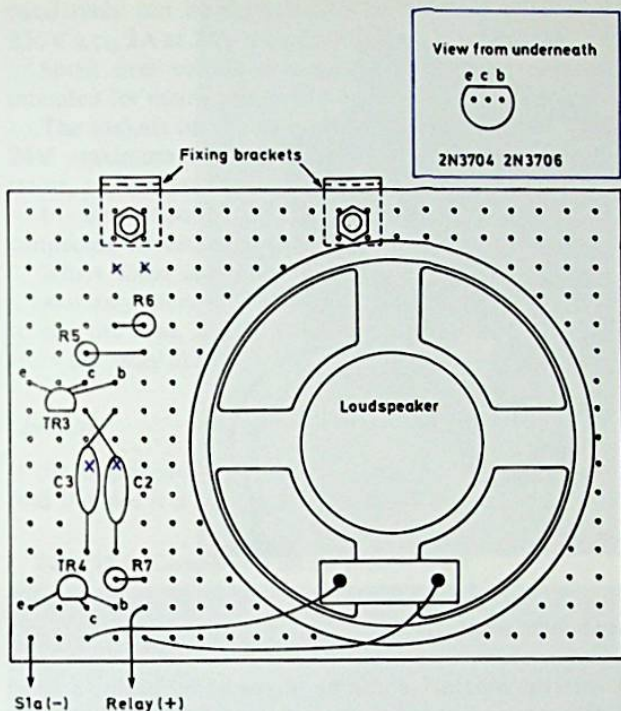 View from underneath
e c b
2N3704 2N3706
Fixing brackets
R6
R5
e c b
TR3
Loudspeaker
C3 C2
TR4 R7
e c b
S1a(-) Relay(+)